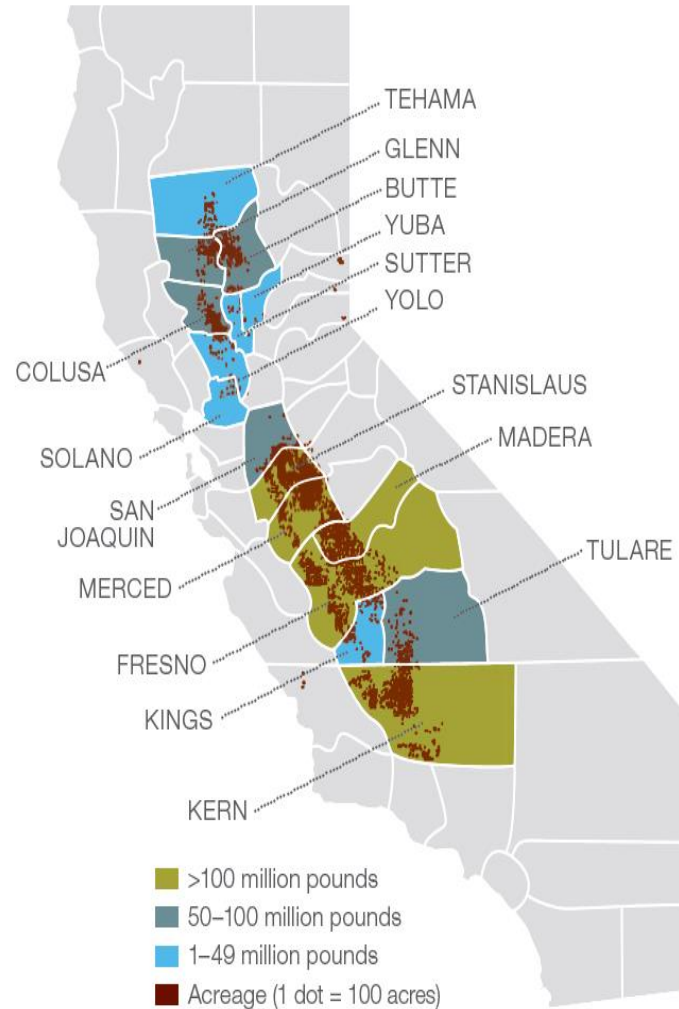 TEHAMA
GLENN
BUTTE
YUBA
SUTTER
YOLO
COLUSA
STANISLAUS
MADERA
SOLANO
SAN
JOAQUIN
TULARE
MERCED
FRESNO
KINGS
KERN
>100 million pounds
50–100 million pounds
1–49 million pounds
Acreage (1 dot = 100 acres)